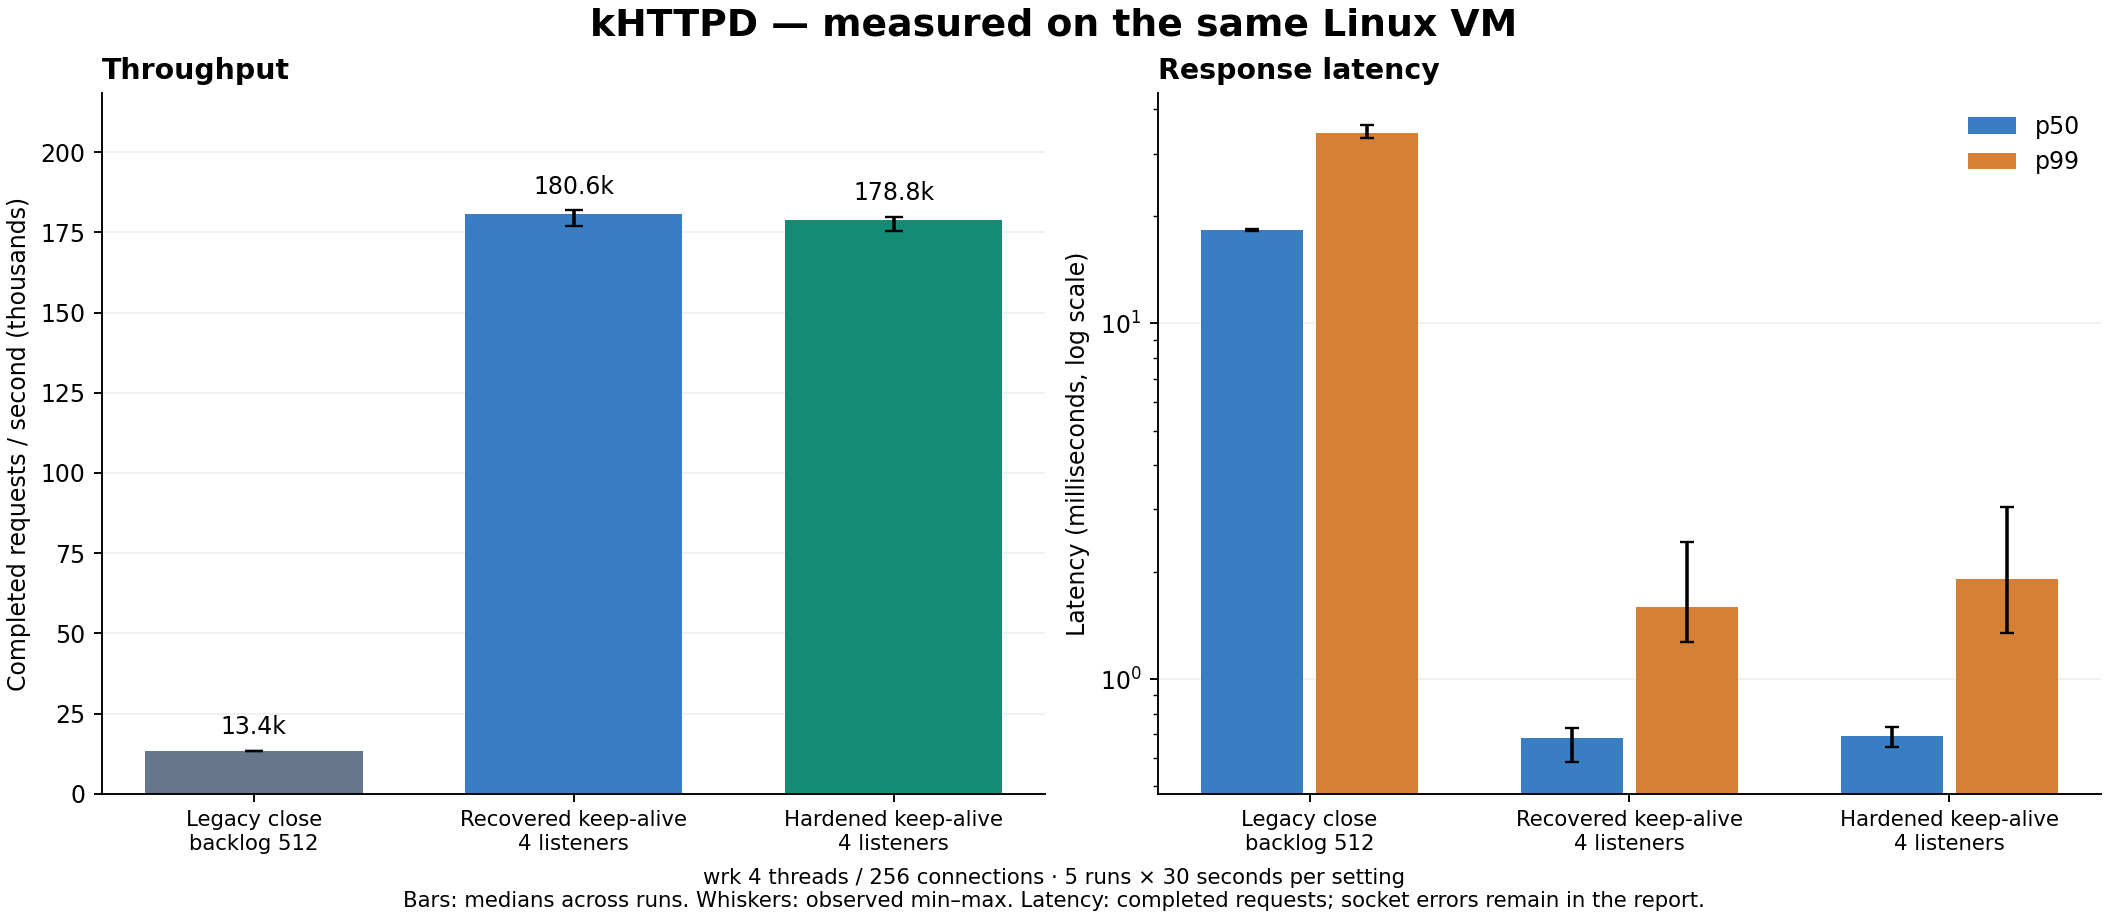 kHTTPD — measured on the same Linux VM
Throughput
Completed requests / second (thousands)
200
175
150
125
100
75
50
25
0
13.4k
180.6k
178.8k
Legacy close
backlog 512
Recovered keep-alive
4 listeners
Hardened keep-alive
4 listeners
Response latency
Latency (milliseconds, log scale)
10¹
10⁰
p50
p99
Legacy close
backlog 512
Recovered keep-alive
4 listeners
Hardened keep-alive
4 listeners
wrk 4 threads / 256 connections · 5 runs × 30 seconds per setting
Bars: medians across runs. Whiskers: observed min–max. Latency: completed requests; socket errors remain in the report.